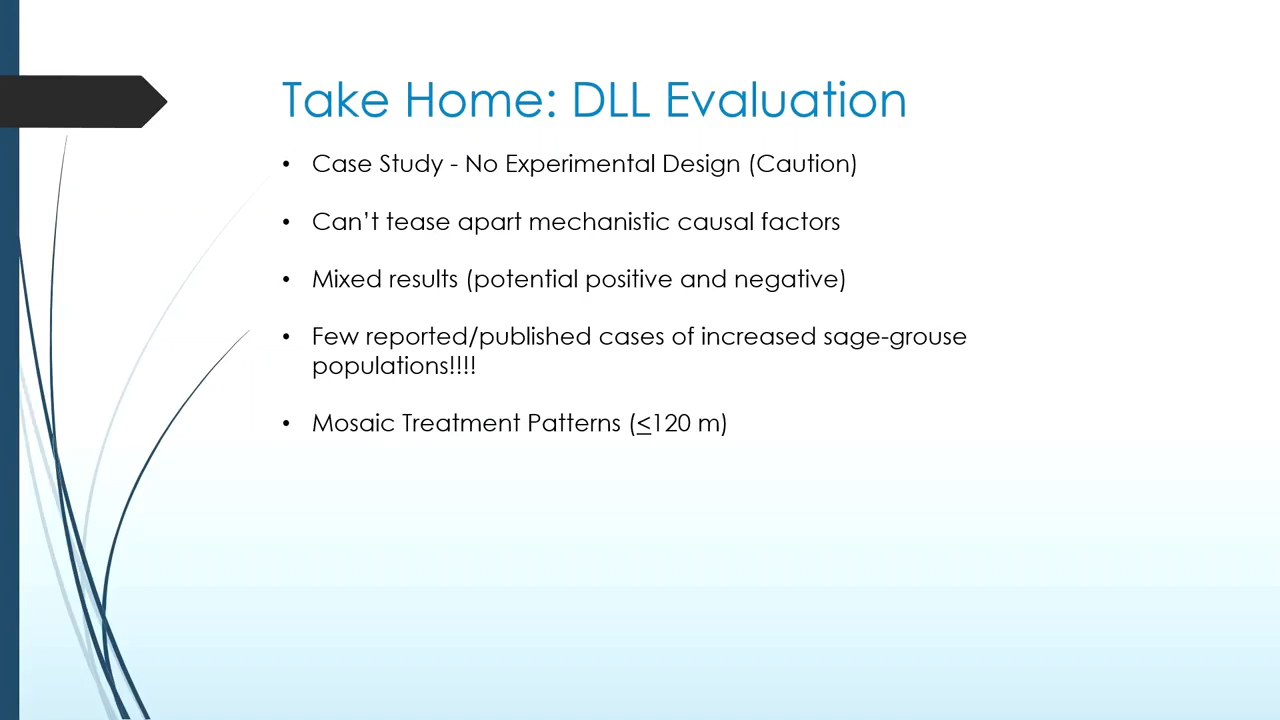 Take Home: DLL Evaluation
• Case Study - No Experimental Design (Caution)
• Can’t tease apart mechanistic causal factors
• Mixed results (potential positive and negative)
• Few reported/published cases of increased sage-grouse
populations!!!!
• Mosaic Treatment Patterns (≤120 m)